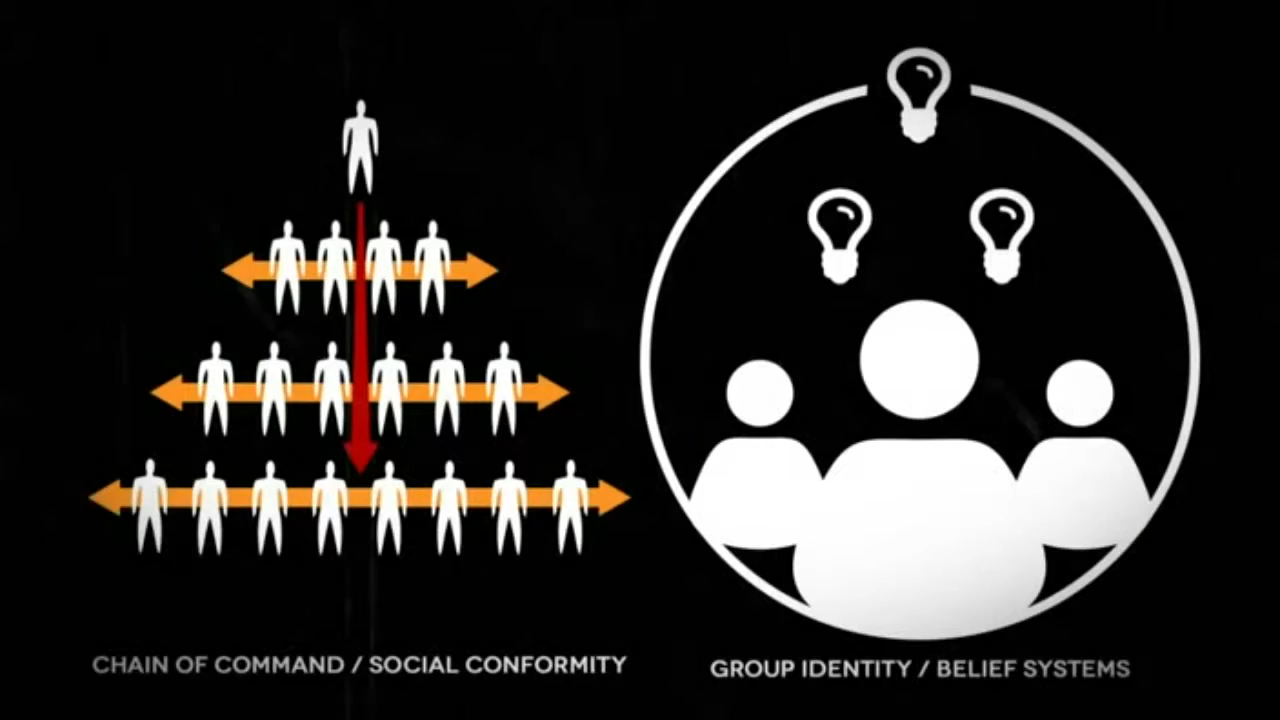 CHAIN OF COMMAND / SOCIAL CONFORMITY
GROUP IDENTITY / BELIEF SYSTEMS